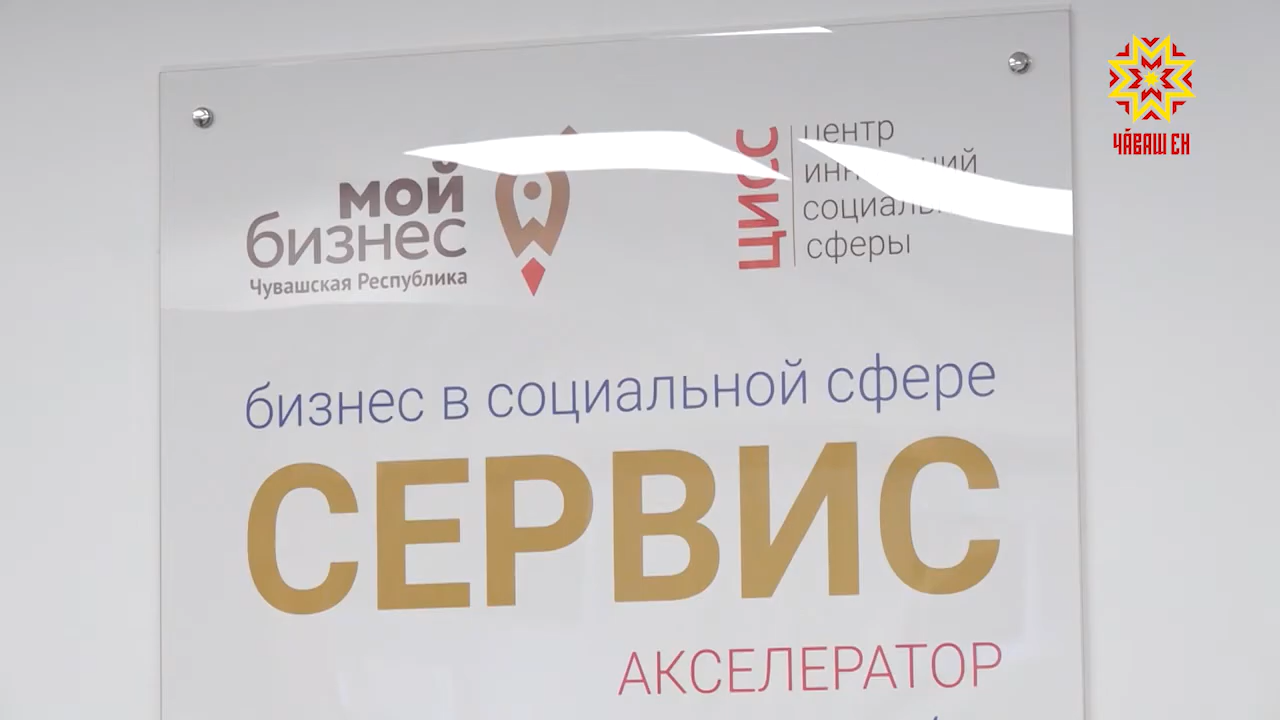 мой
бизнес
Чувашская Республика
ЦИСС
центр
сферы
бизнес в социальной сфере
СЕРВИС
АКСЕЛЕРАТОР
ЧĂВАШ ЕН